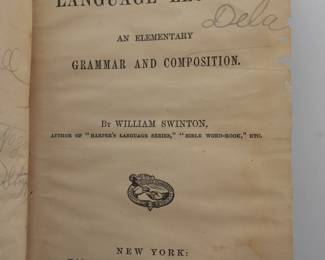 LANGUAGE
Dela
AN ELEMENTARY
GRAMMAR AND COMPOSITION.
BY WILLIAM SWINTON,
AUTHOR OF "HARPER'S LANGUAGE SERIES," "BIBLE WORD-BOOK," ETC.
NEW YORK: